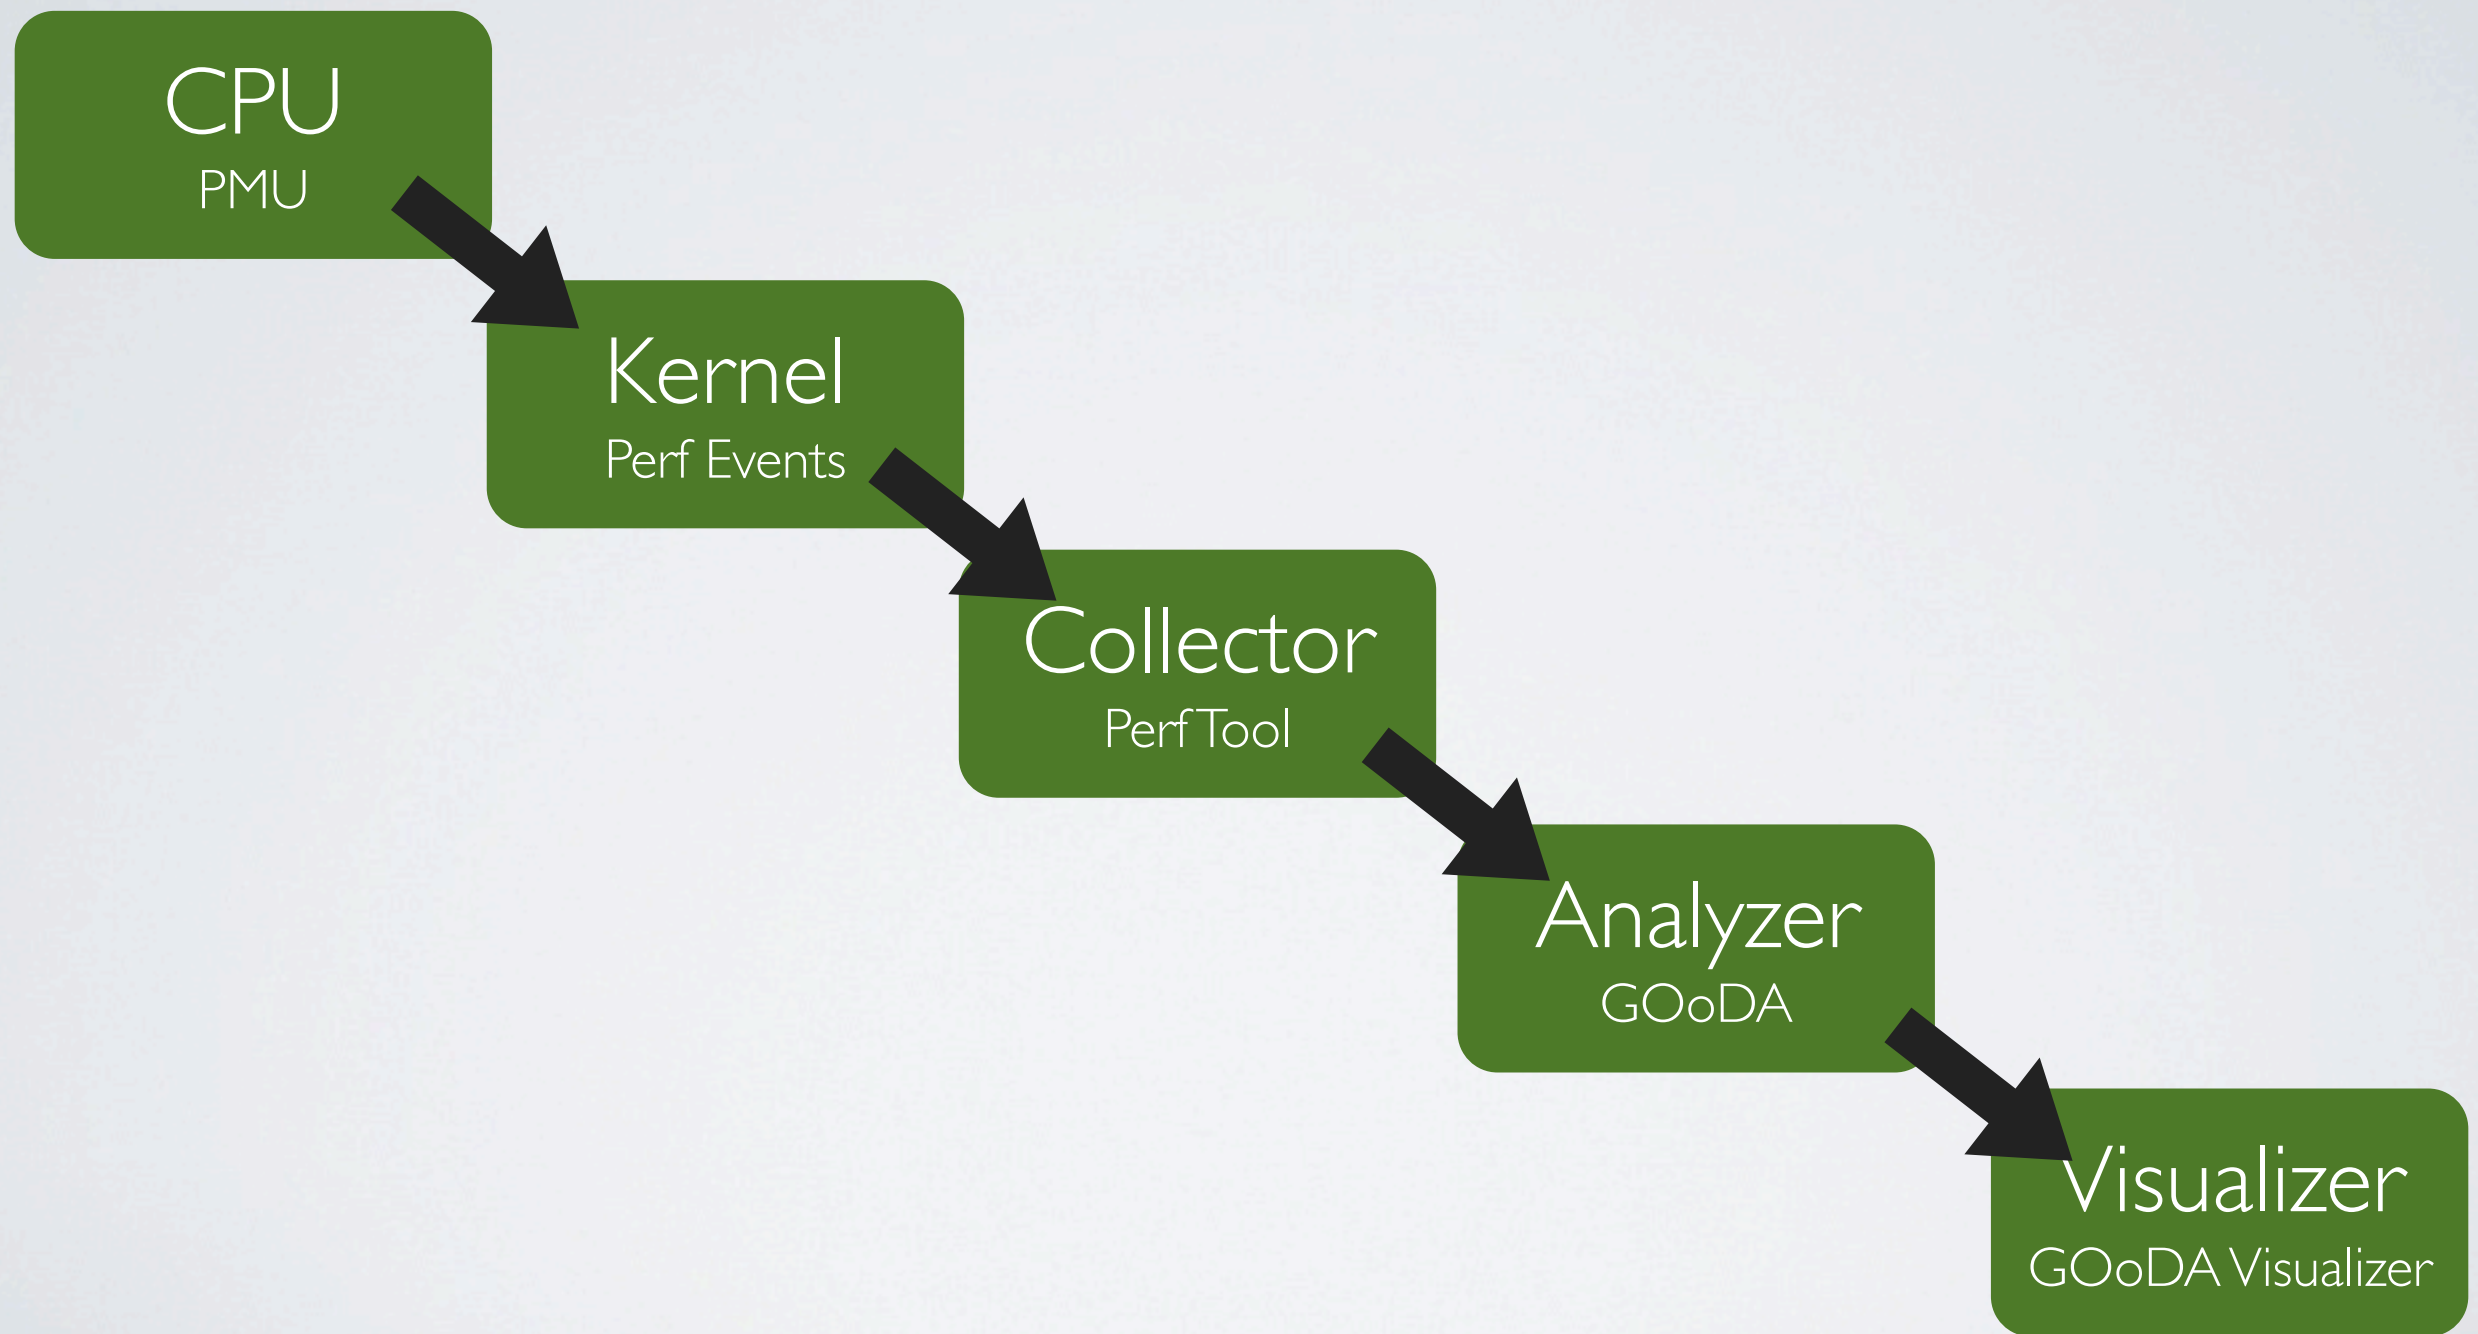 CPU
PMU
Kernel
Perf Events
Collector
Perf Tool
Analyzer
GOoDA
Visualizer
GOoDA Visualizer